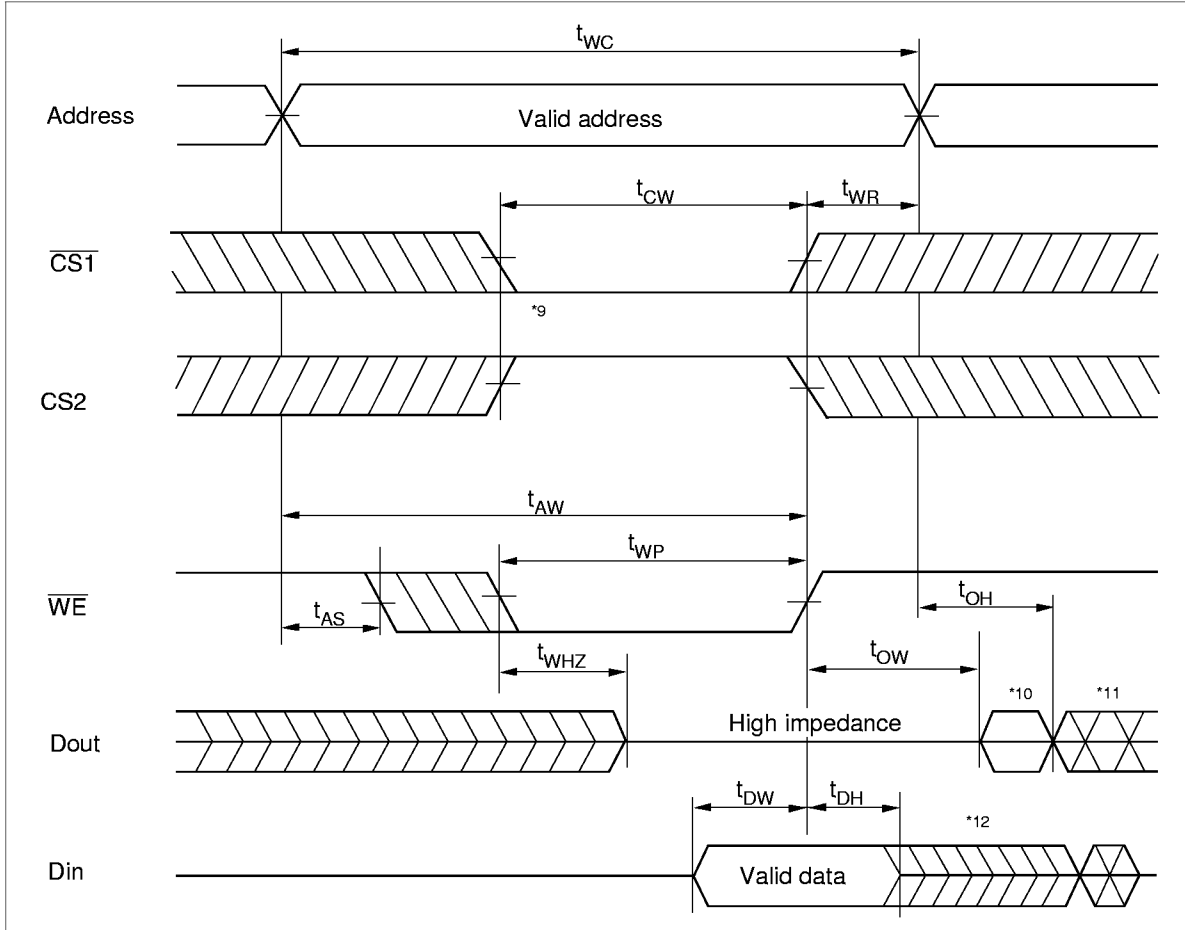 tWC
Address
Valid address
tCW
tWR
CS1
*9
CS2
tAW
tWP
WE
tAS
tOH
tWHZ
tOW
*10
*11
Dout
High impedance
tDW
tDH
*12
Din
Valid data